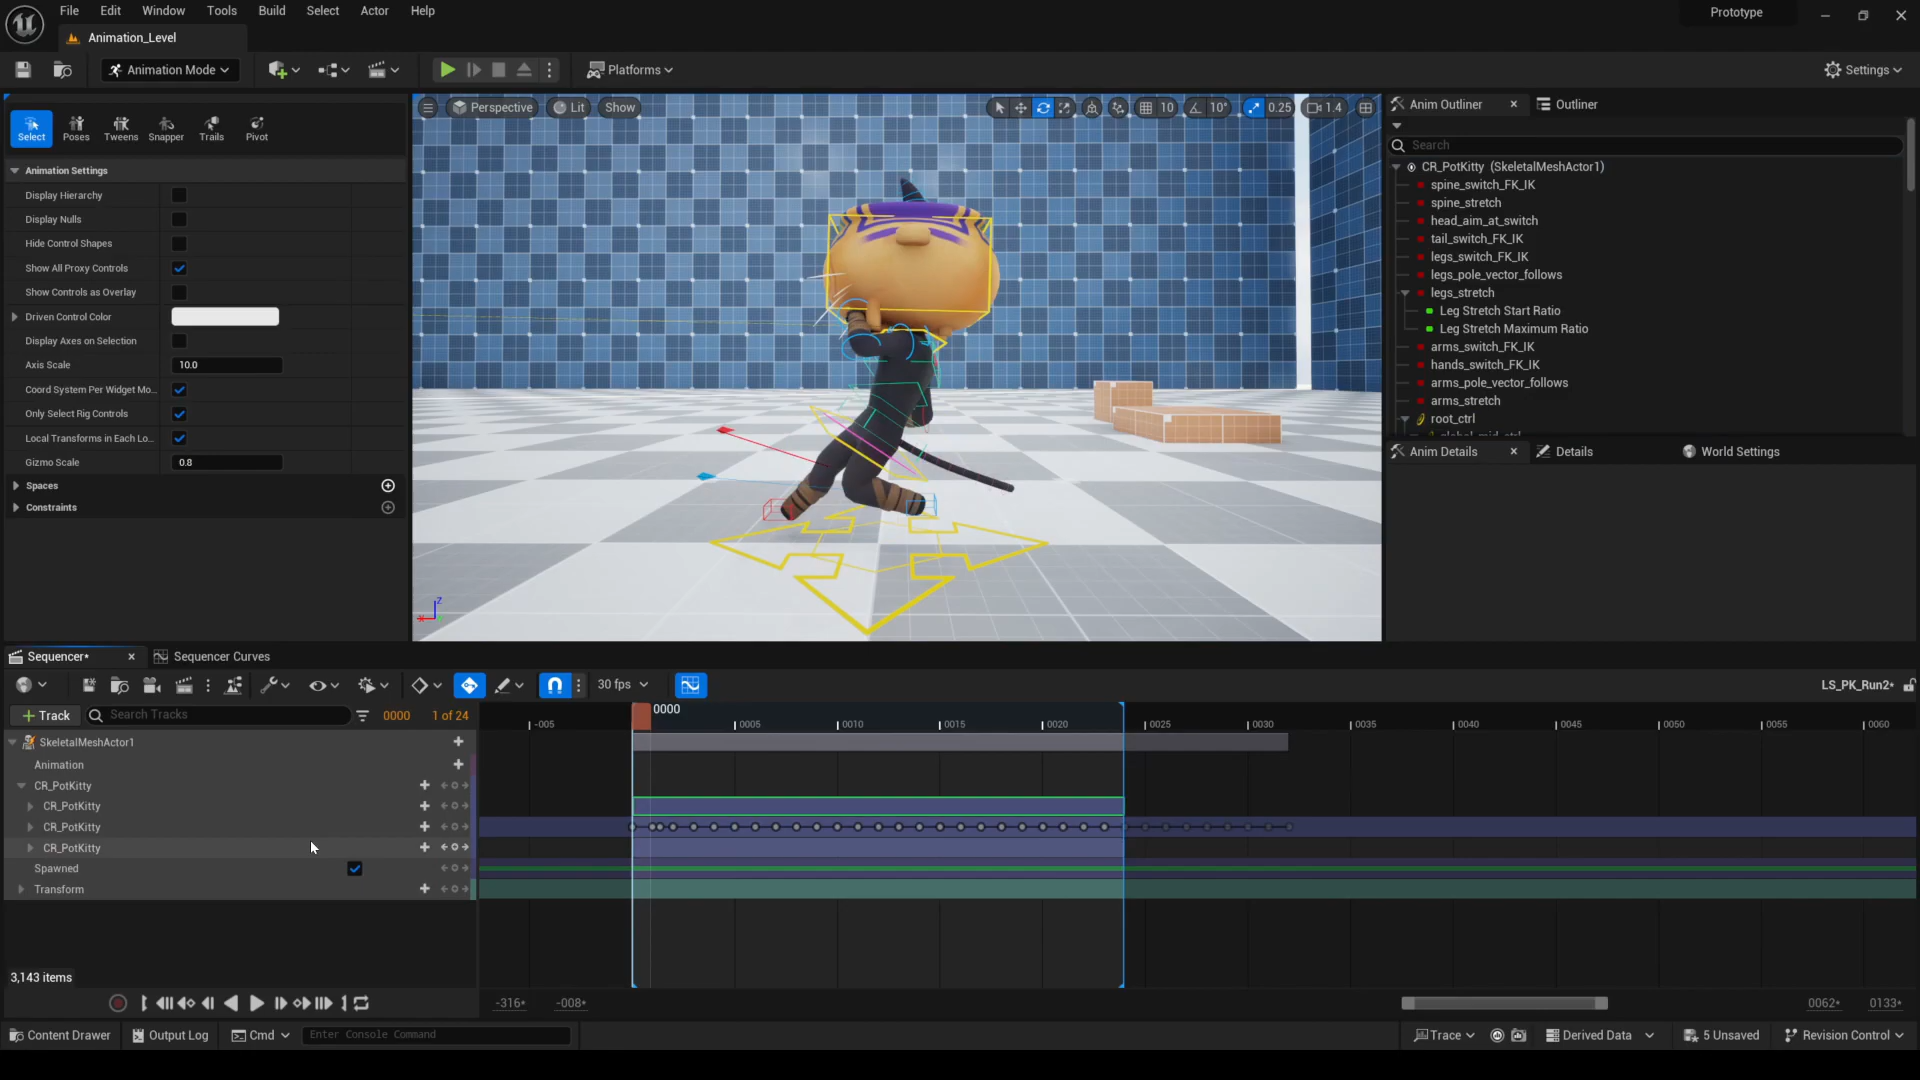 File Edit Window Tools Build Select Actor Help
Prototype
Animation_Level
Animation Mode
Platforms
Settings
Select Poses Tweens Snapper Trails Pivot
Animation Settings
Display Hierarchy
Display Nulls
Hide Control Shapes
Show All Proxy Controls
Show Controls as Overlay
Driven Control Color
Display Axes on Selection
Axis Scale 10.0
Coord System Per Widget Mo...
Only Select Rig Controls
Local Transforms in Each Lo...
Gizmo Scale 0.8
Spaces
Constraints
Perspective Lit Show 10 10° 0.25 1.4
Z
X
Anim Outliner Outliner
Search
CR_PotKitty (SkeletalMeshActor1)
spine_switch_FK_IK
spine_stretch
head_aim_at_switch
tail_switch_FK_IK
legs_switch_FK_IK
legs_pole_vector_follows
legs_stretch
Leg Stretch Start Ratio
Leg Stretch Maximum Ratio
arms_switch_FK_IK
hands_switch_FK_IK
arms_pole_vector_follows
arms_stretch
root_ctrl
Anim Details Details World Settings
Sequencer* Sequencer Curves
30 fps
LS_PK_Run2*
Track Search Tracks 0000 1 of 24
0000
-005 0005 0010 0015 0020 0025 0030 0035 0040 0045 0050 0055 0060
SkeletalMeshActor1
Animation
CR_PotKitty
CR_PotKitty
CR_PotKitty
CR_PotKitty
Spawned
Transform
3,143 items
-316* -008* 0062* 0133*
Content Drawer Output Log Cmd Enter Console Command Trace Derived Data 5 Unsaved Revision Control